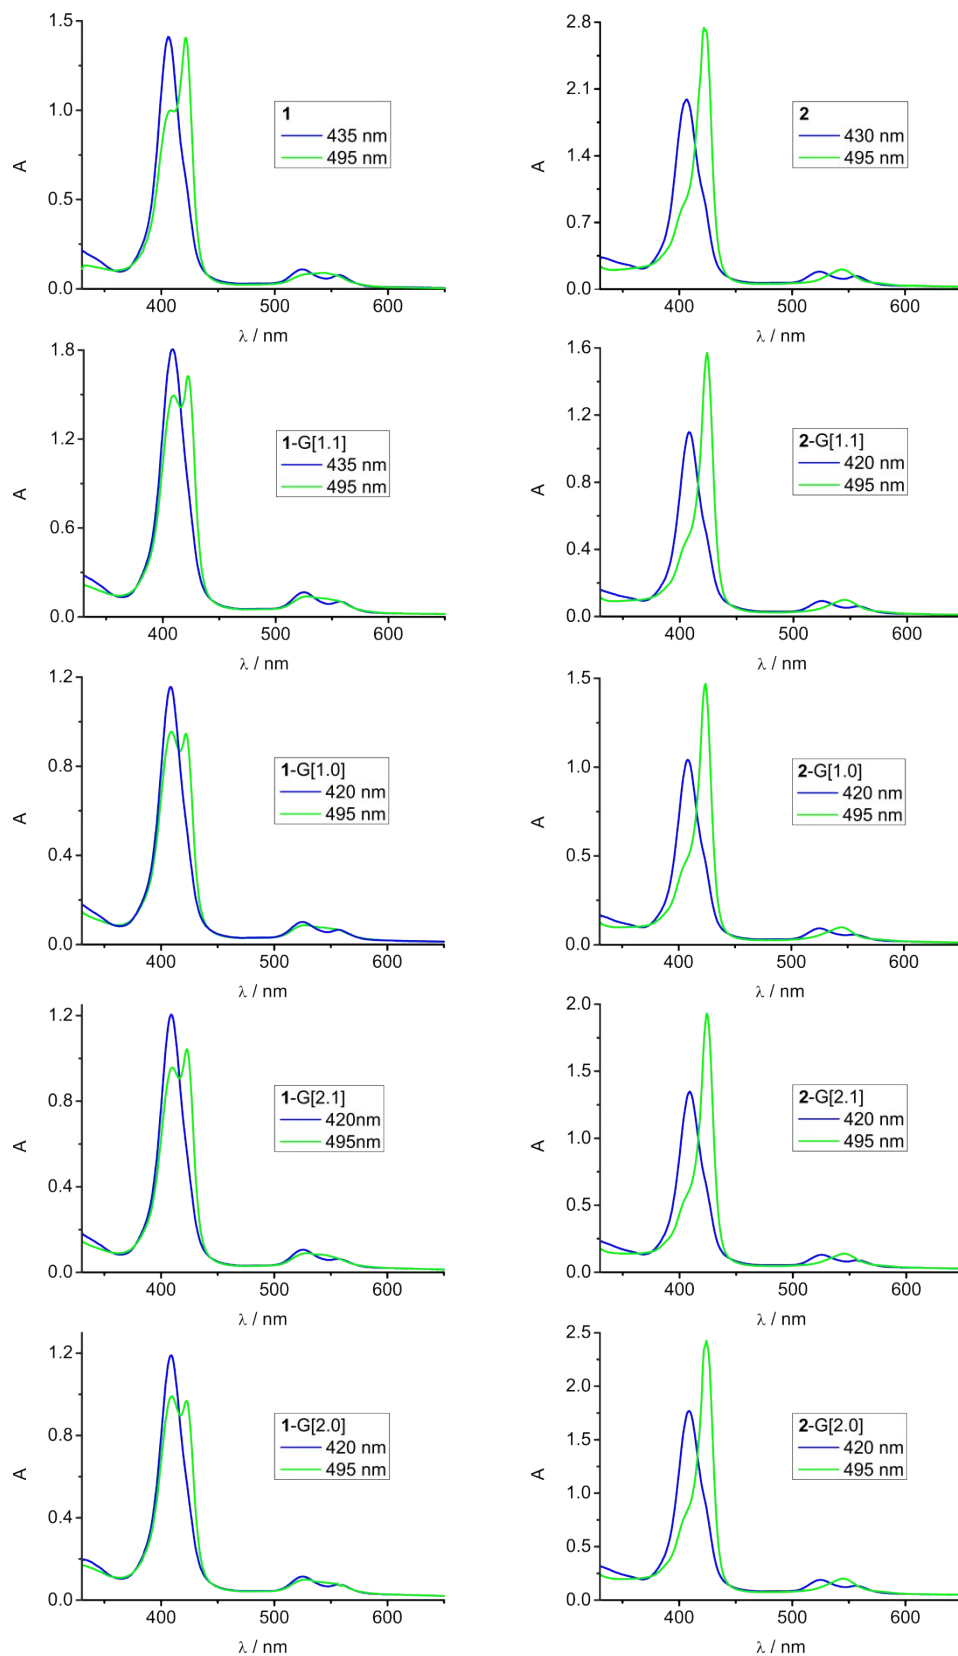 1.5
1.0
0.5
0.0
A
1
435 nm
495 nm
400
500
600
λ / nm
2.8
2.1
1.4
0.7
0.0
A
2
430 nm
495 nm
400
500
600
λ / nm
1.8
1.2
0.6
0.0
A
1-G[1.1]
435 nm
495 nm
400
500
600
λ / nm
1.6
1.2
0.8
0.4
0.0
A
2-G[1.1]
420 nm
495 nm
400
500
600
λ / nm
1.2
0.8
0.4
0.0
A
1-G[1.0]
420 nm
495 nm
400
500
600
λ / nm
1.5
1.0
0.5
0.0
A
2-G[1.0]
420 nm
495 nm
400
500
600
λ / nm
1.2
0.8
0.4
0.0
A
1-G[2.1]
420nm
495nm
400
500
600
λ / nm
2.0
1.5
1.0
0.5
0.0
A
2-G[2.1]
420 nm
495 nm
400
500
600
λ / nm
1.2
0.8
0.4
0.0
A
1-G[2.0]
420 nm
495 nm
400
500
600
λ / nm
2.5
2.0
1.5
1.0
0.5
0.0
A
2-G[2.0]
420 nm
495 nm
400
500
600
λ / nm